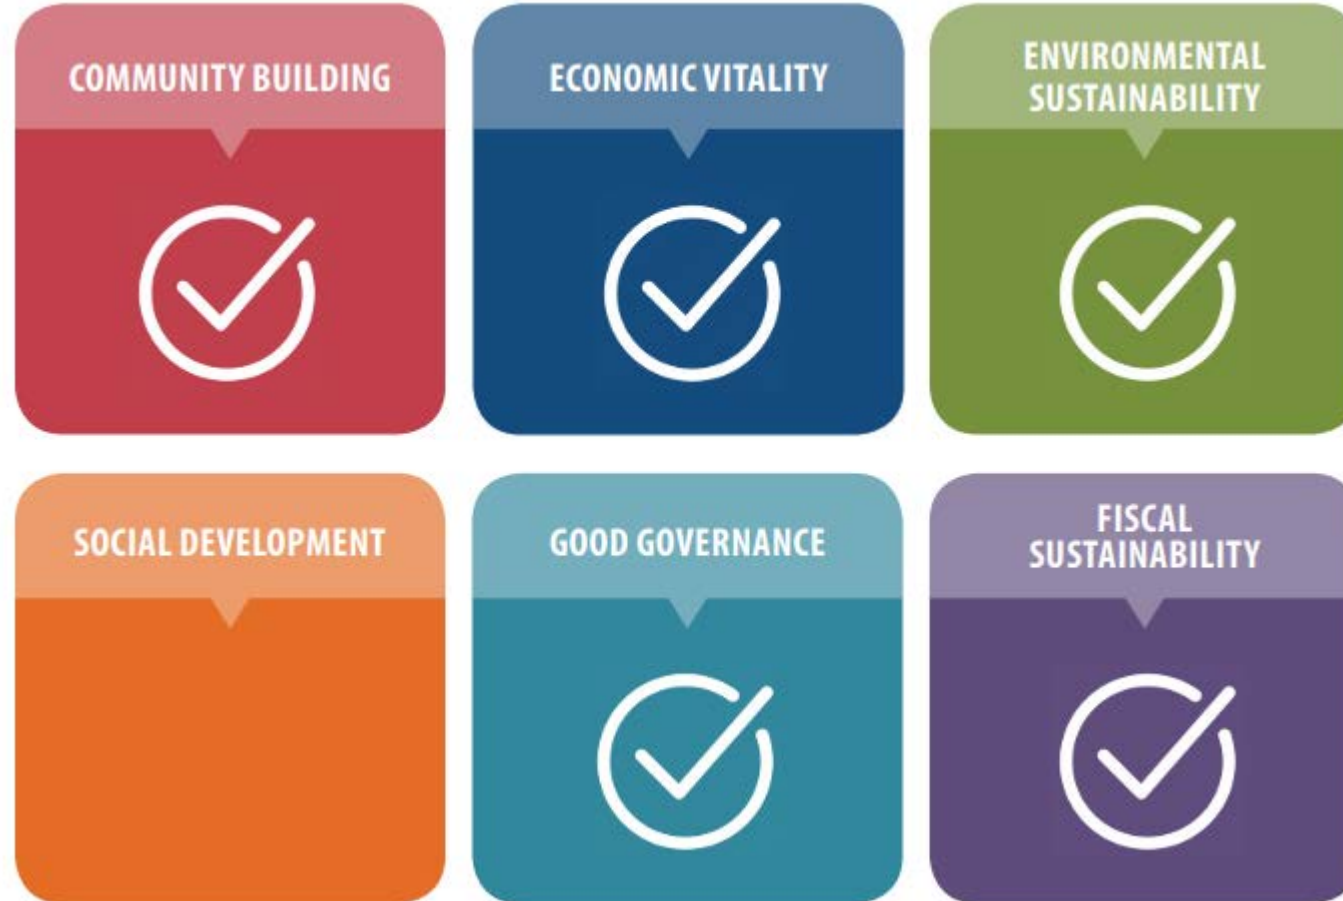 COMMUNITY BUILDING
ECONOMIC VITALITY
ENVIRONMENTAL
SUSTAINABILITY
SOCIAL DEVELOPMENT
GOOD GOVERNANCE
FISCAL
SUSTAINABILITY